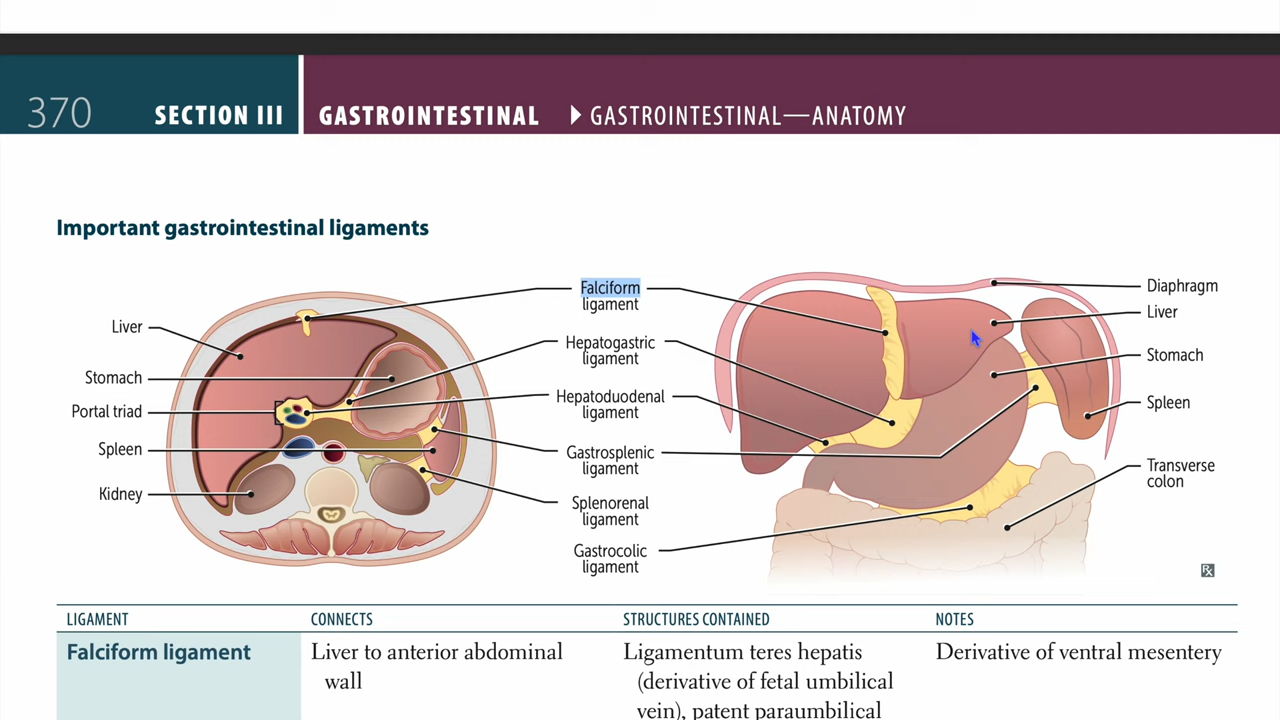 370 SECTION III GASTROINTESTINAL ▶ GASTROINTESTINAL—ANATOMY
Important gastrointestinal ligaments
Liver
Stomach
Portal triad
Spleen
Kidney
Falciform
ligament
Hepatogastric
ligament
Hepatoduodenal
ligament
Gastrosplenic
ligament
Splenorenal
ligament
Gastrocolic
ligament
Diaphragm
Liver
Stomach
Spleen
Transverse
colon
Rx
LIGAMENT CONNECTS STRUCTURES CONTAINED NOTES
Falciform ligament Liver to anterior abdominal Ligamentum teres hepatis Derivative of ventral mesentery
wall (derivative of fetal umbilical
vein), patent paraumbilical